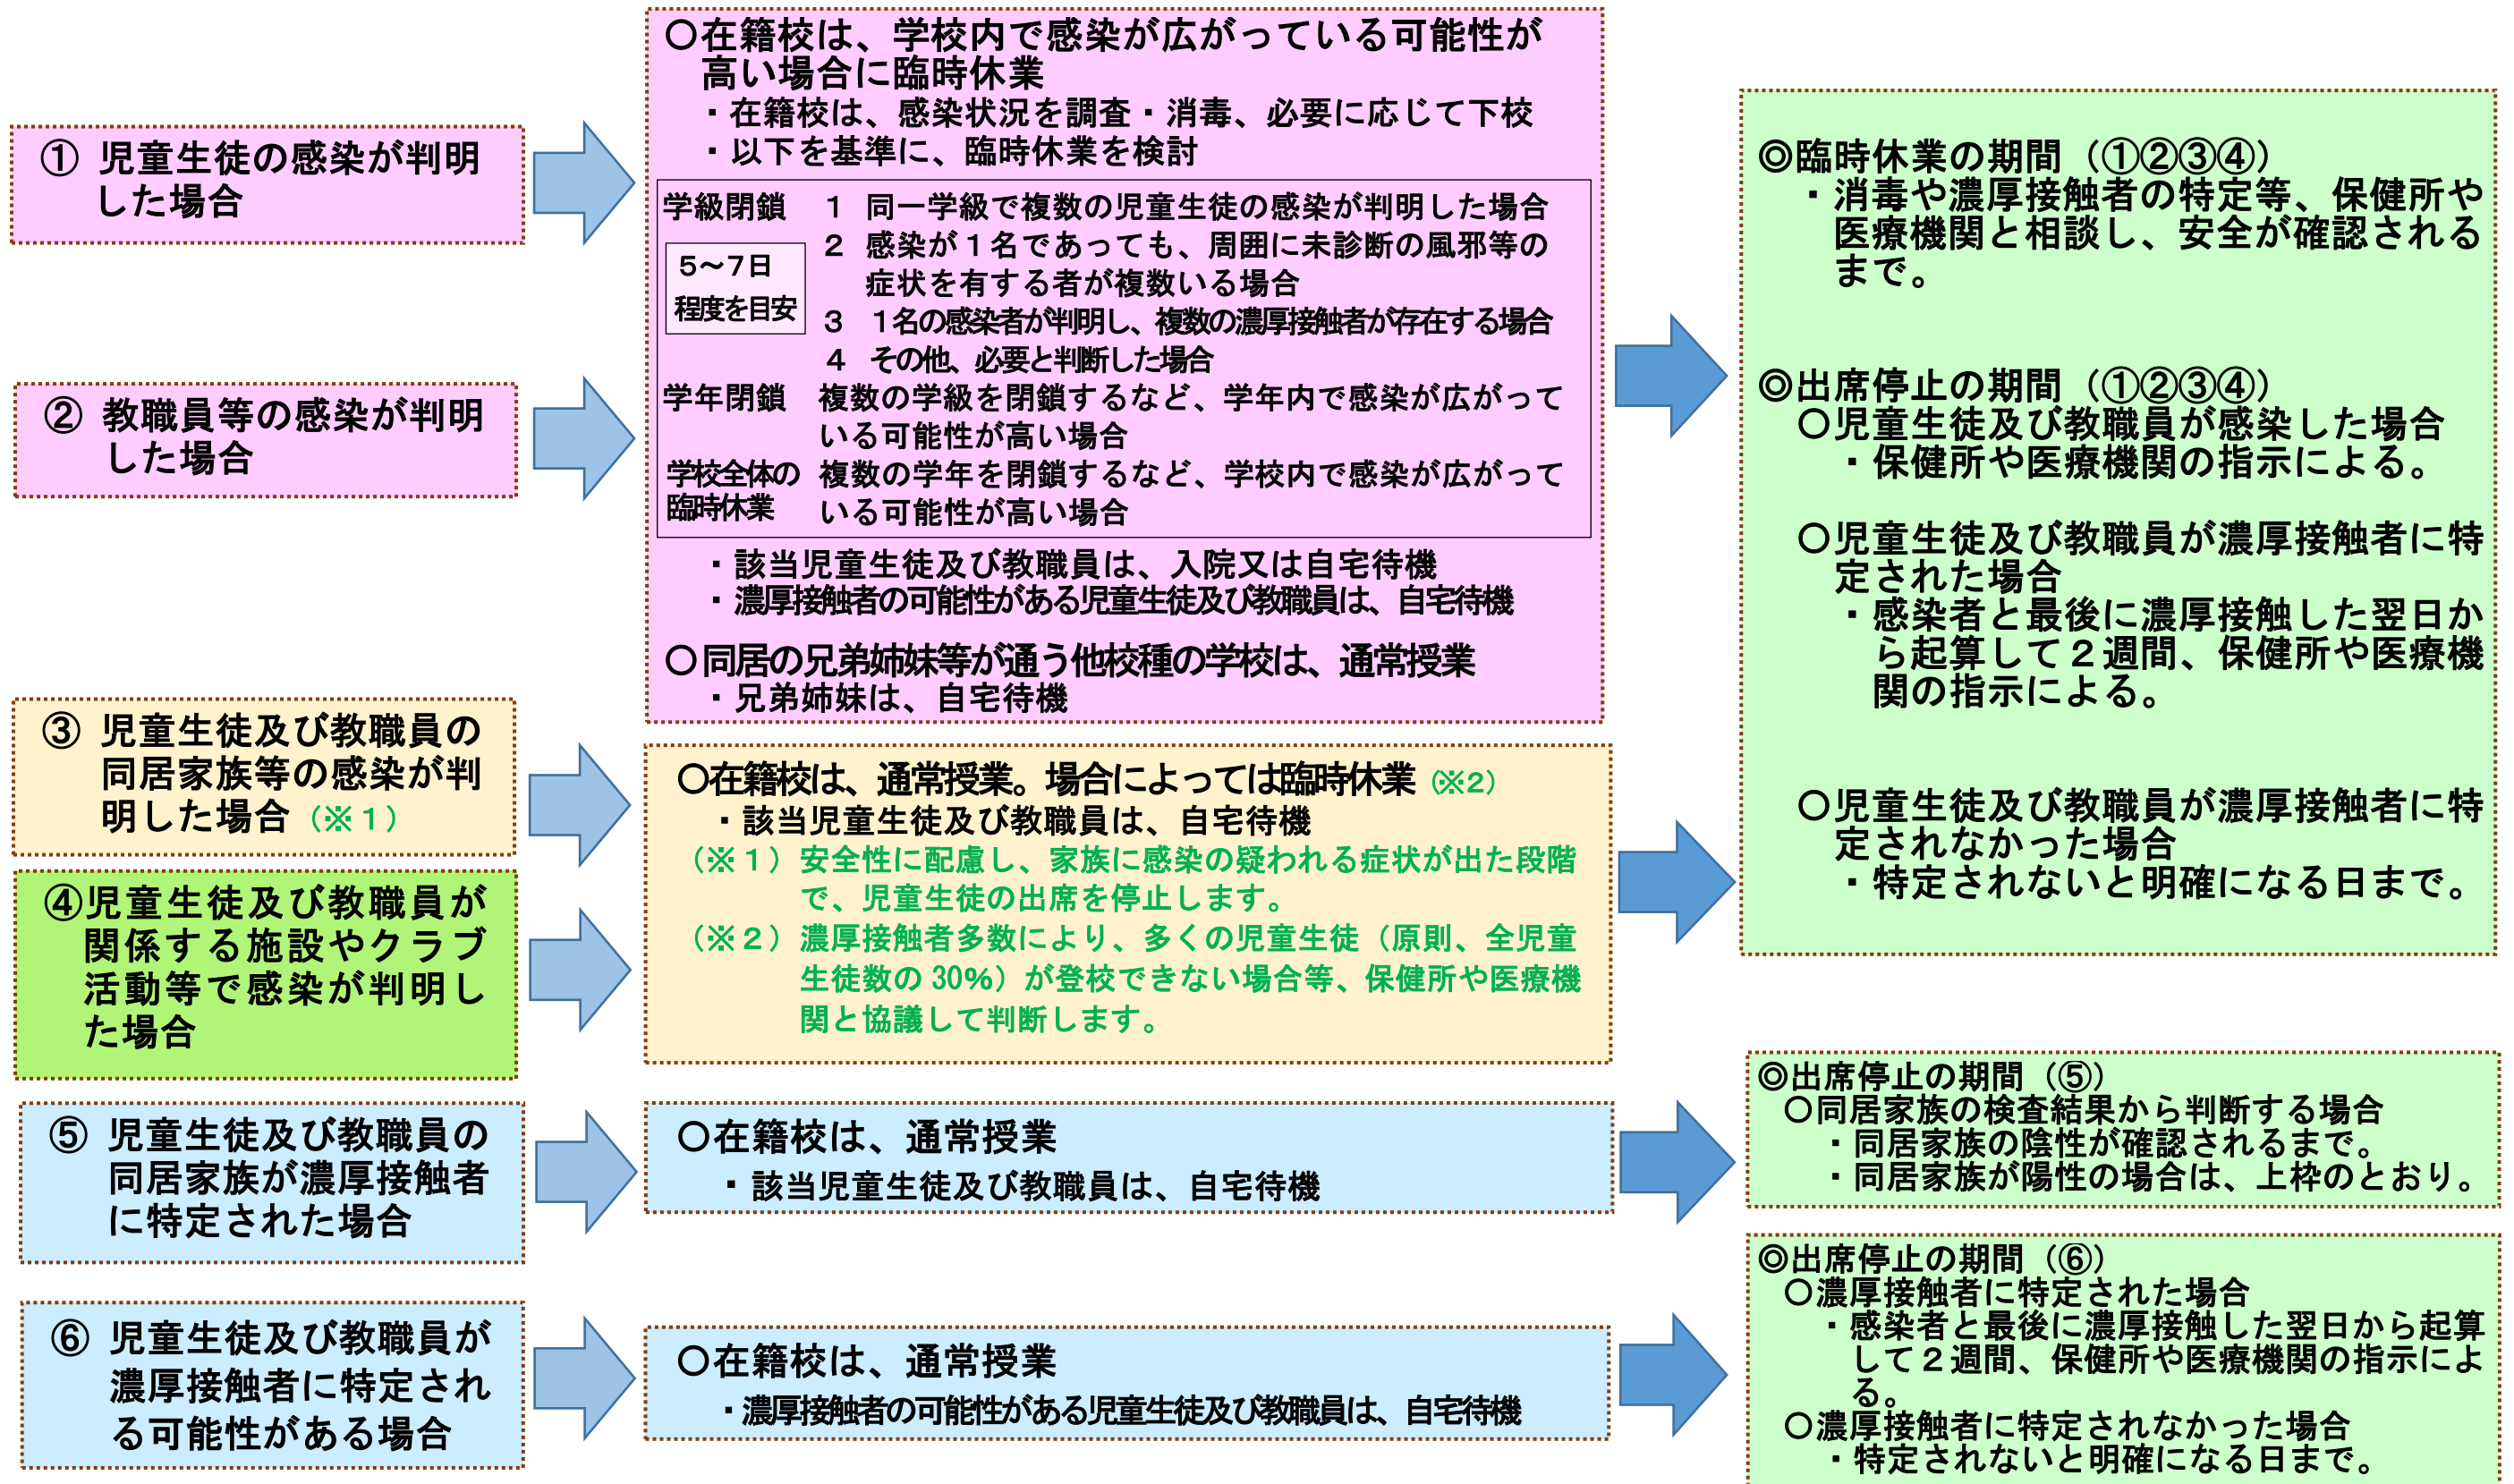 ① 児童生徒の感染が判明
した場合
② 教職員等の感染が判明
した場合
③ 児童生徒及び教職員の
同居家族等の感染が判
明した場合（※１）
④児童生徒及び教職員が
関係する施設やクラブ
活動等で感染が判明し
た場合
⑤ 児童生徒及び教職員の
同居家族が濃厚接触者
に特定された場合
⑥ 児童生徒及び教職員が
濃厚接触者に特定され
る可能性がある場合
〇在籍校は、学校内で感染が広がっている可能性が
高い場合に臨時休業
・在籍校は、感染状況を調査・消毒、必要に応じて下校
・以下を基準に、臨時休業を検討
学級閉鎖　１　同一学級で複数の児童生徒の感染が判明した場合
５～７日
程度を目安
２　感染が１名であっても、周囲に未診断の風邪等の
症状を有する者が複数いる場合
３　１名の感染者が判明し、複数の濃厚接触者が存在する場合
４　その他、必要と判断した場合
学年閉鎖　複数の学級を閉鎖するなど、学年内で感染が広がって
いる可能性が高い場合
学校全体の　複数の学年を閉鎖するなど、学校内で感染が広がって
臨時休業　いる可能性が高い場合
・該当児童生徒及び教職員は、入院又は自宅待機
・濃厚接触者の可能性がある児童生徒及び教職員は、自宅待機
〇同居の兄弟姉妹等が通う他校種の学校は、通常授業
・兄弟姉妹は、自宅待機
〇在籍校は、通常授業。場合によっては臨時休業（※２）
・該当児童生徒及び教職員は、自宅待機
（※１）安全性に配慮し、家族に感染の疑われる症状が出た段階
で、児童生徒の出席を停止します。
（※２）濃厚接触者多数により、多くの児童生徒（原則、全児童
生徒数の 30％）が登校できない場合等、保健所や医療機
関と協議して判断します。
〇在籍校は、通常授業
・該当児童生徒及び教職員は、自宅待機
〇在籍校は、通常授業
・濃厚接触者の可能性がある児童生徒及び教職員は、自宅待機
◎臨時休業の期間（①②③④）
・消毒や濃厚接触者の特定等、保健所や
医療機関と相談し、安全が確認される
まで。
◎出席停止の期間（①②③④）
〇児童生徒及び教職員が感染した場合
・保健所や医療機関の指示による。
〇児童生徒及び教職員が濃厚接触者に特
定された場合
・感染者と最後に濃厚接触した翌日か
ら起算して２週間、保健所や医療機
関の指示による。
〇児童生徒及び教職員が濃厚接触者に特
定されなかった場合
・特定されないと明確になる日まで。
◎出席停止の期間（⑤）
〇同居家族の検査結果から判断する場合
・同居家族の陰性が確認されるまで。
・同居家族が陽性の場合は、上枠のとおり。
◎出席停止の期間（⑥）
〇濃厚接触者に特定された場合
・感染者と最後に濃厚接触した翌日から起算
して２週間、保健所や医療機関の指示によ
る。
〇濃厚接触者に特定されなかった場合
・特定されないと明確になる日まで。